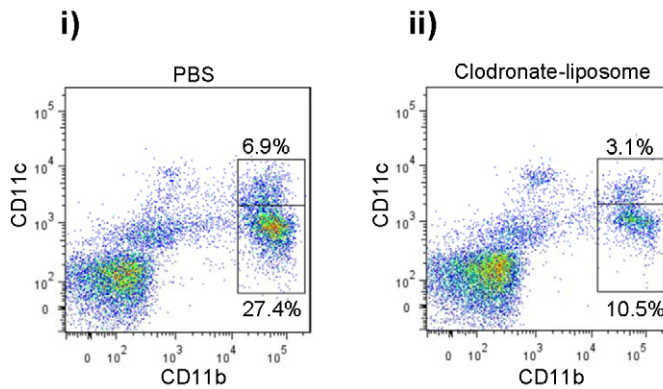 i)
PBS
CD11c
10^5
10^4
10^3
10^2
0
6.9%
27.4%
0 10^2 10^3 10^4 10^5
CD11b
ii)
Clodronate-liposome
CD11c
10^5
10^4
10^3
10^2
0
3.1%
10.5%
0 10^2 10^3 10^4 10^5
CD11b